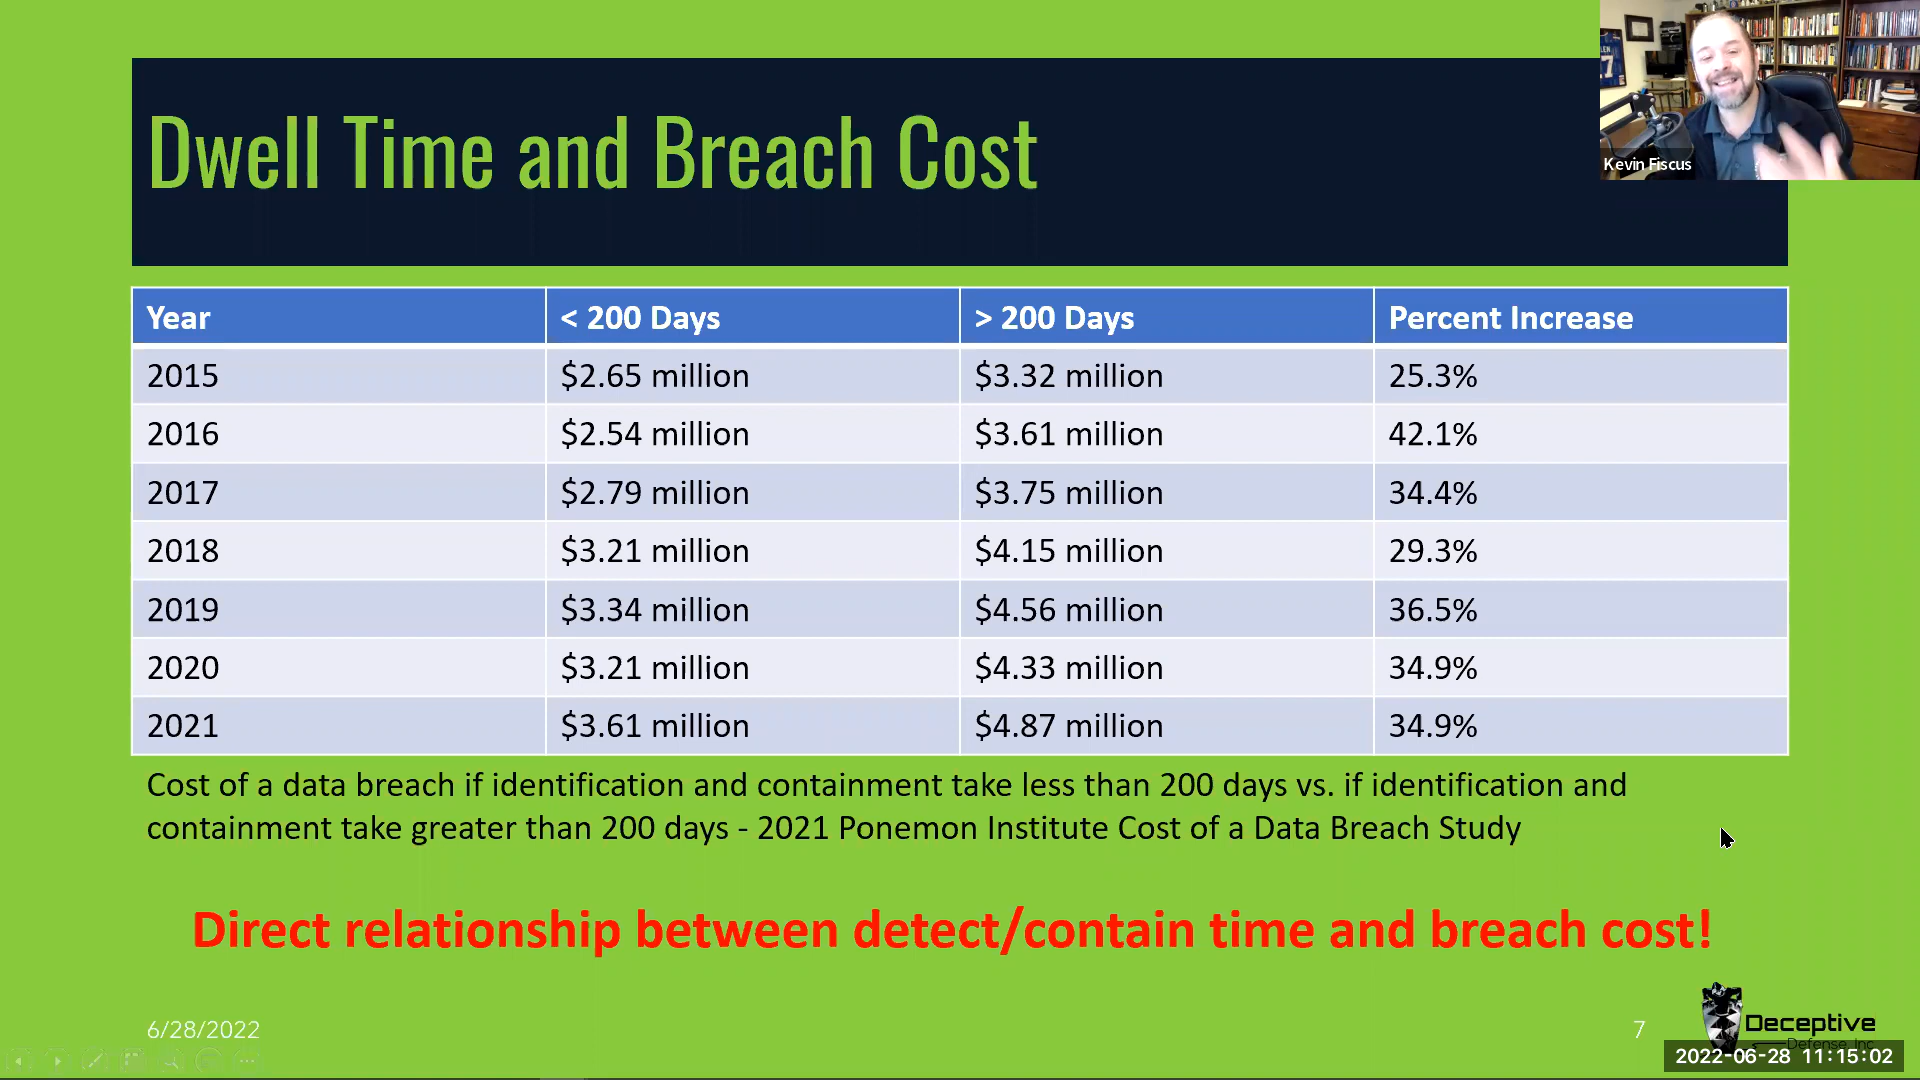 Dwell Time and Breach Cost
LEN
7
Kevin Fiscus
Year < 200 Days > 200 Days Percent Increase
2015 $2.65 million $3.32 million 25.3%
2016 $2.54 million $3.61 million 42.1%
2017 $2.79 million $3.75 million 34.4%
2018 $3.21 million $4.15 million 29.3%
2019 $3.34 million $4.56 million 36.5%
2020 $3.21 million $4.33 million 34.9%
2021 $3.61 million $4.87 million 34.9%
Cost of a data breach if identification and containment take less than 200 days vs. if identification and
containment take greater than 200 days - 2021 Ponemon Institute Cost of a Data Breach Study
Direct relationship between detect/contain time and breach cost!
6/28/2022
7
Deceptive
Defense, Inc
2022-06-28 11:15:02